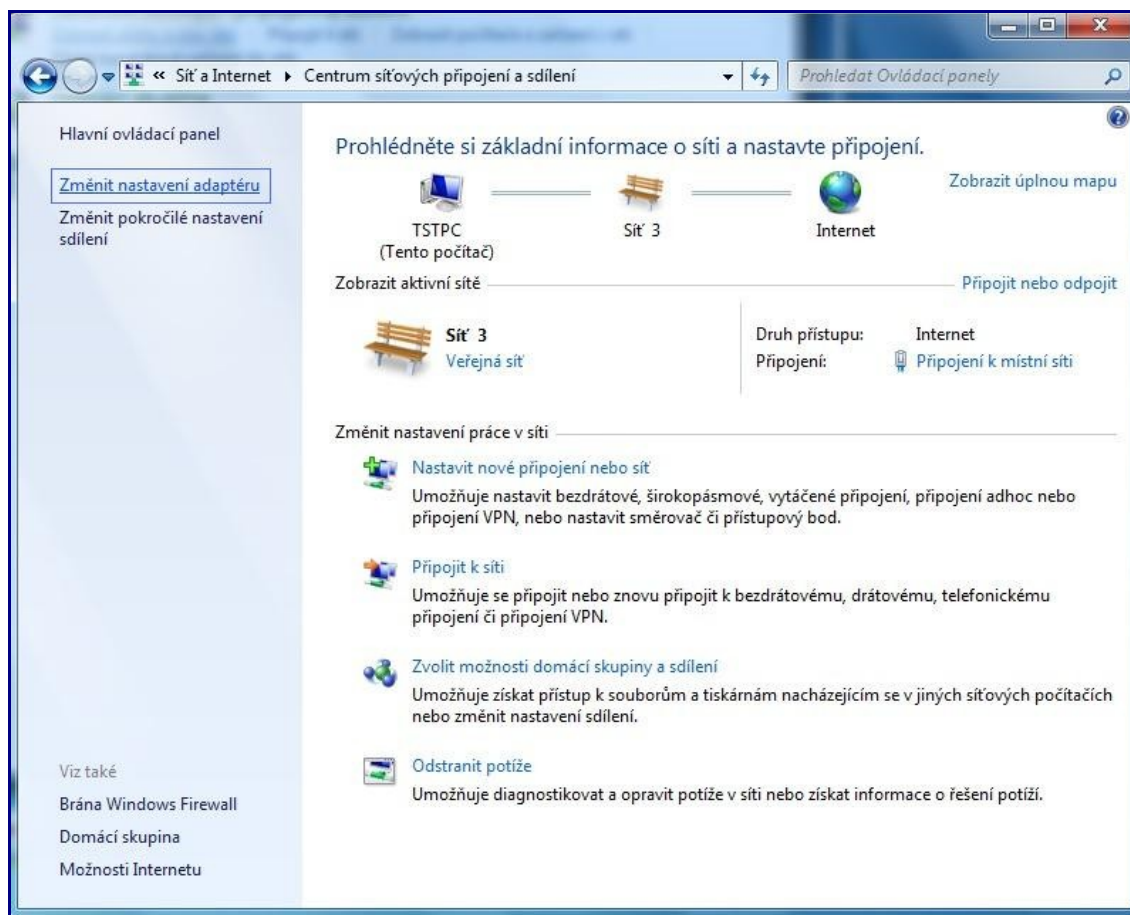 « Síť a Internet ▸ Centrum síťových připojení a sdílení
Prohledat Ovládací panely
Hlavní ovládací panel
Změnit nastavení adaptéru
Změnit pokročilé nastavení
sdílení
Prohlédněte si základní informace o síti a nastavte připojení.
Zobrazit úplnou mapu
TSTPC
(Tento počítač)
Síť 3
Internet
Zobrazit aktivní sítě
Připojit nebo odpojit
Síť 3
Veřejná síť
Druh přístupu: Internet
Připojení: Připojení k místní síti
Změnit nastavení práce v síti
Nastavit nové připojení nebo síť
Umožňuje nastavit bezdrátové, širokopásmové, vytáčené připojení, připojení adhoc nebo
připojení VPN, nebo nastavit směrovač či přístupový bod.
Připojit k síti
Umožňuje se připojit nebo znovu připojit k bezdrátovému, drátovému, telefonickému
připojení či připojení VPN.
Zvolit možnosti domácí skupiny a sdílení
Umožňuje získat přístup k souborům a tiskárnám nacházejícím se v jiných síťových počítačích
nebo změnit nastavení sdílení.
Odstranit potíže
Umožňuje diagnostikovat a opravit potíže v síti nebo získat informace o řešení potíží.
Viz také
Brána Windows Firewall
Domácí skupina
Možnosti Internetu